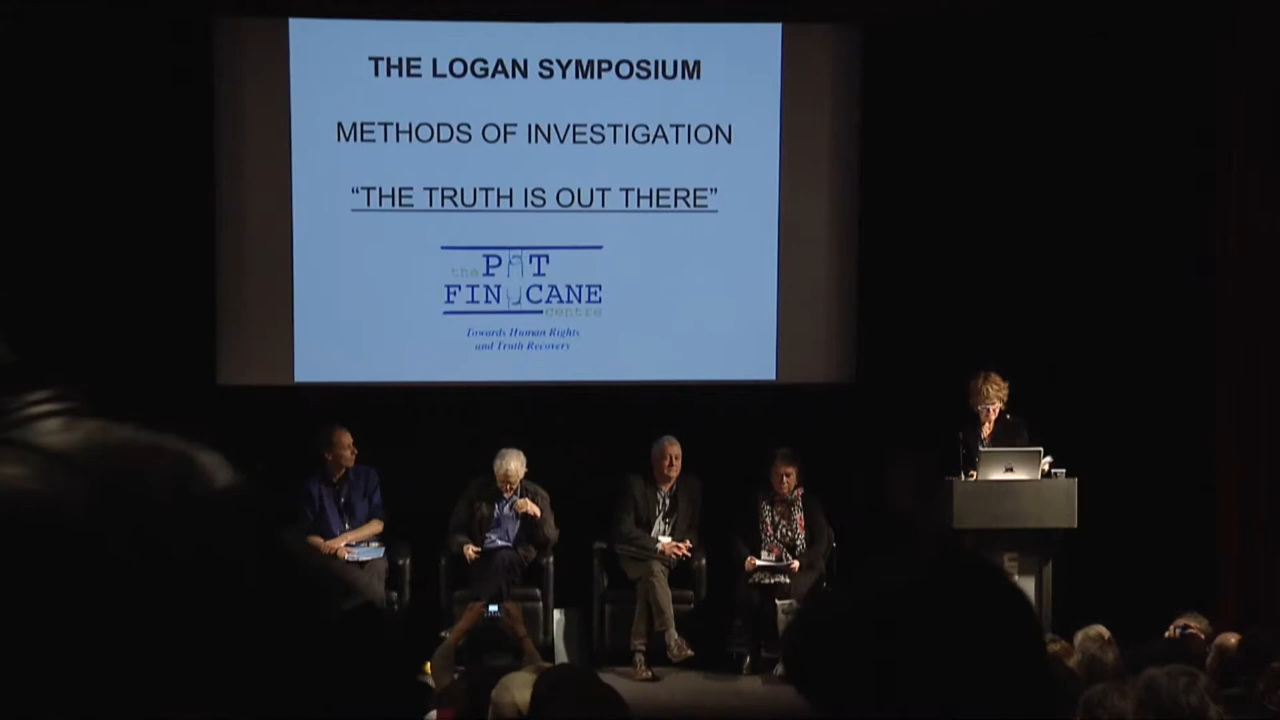 THE LOGAN SYMPOSIUM
METHODS OF INVESTIGATION
“THE TRUTH IS OUT THERE”
the PAT
FINUCANE
centre
Towards Human Rights
and Truth Recovery